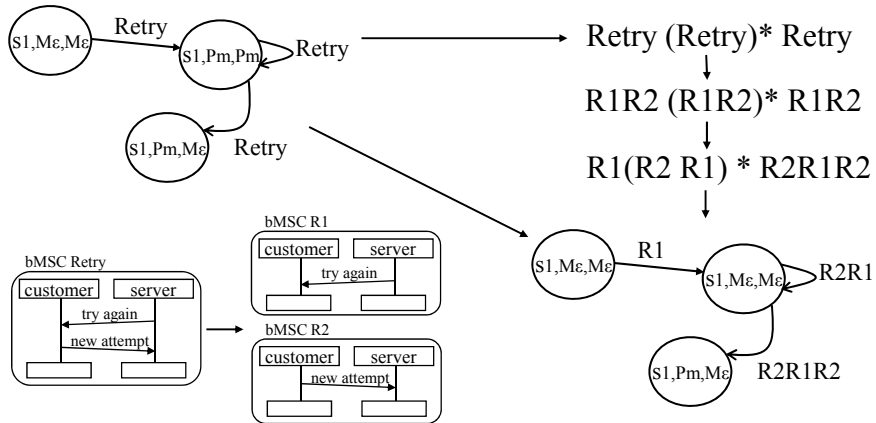 S1,Mε,Mε
Retry
S1,Pm,Pm
Retry
S1,Pm,Mε
Retry
Retry (Retry)* Retry
R1R2 (R1R2)* R1R2
R1(R2 R1) * R2R1R2
S1,Mε,Mε
R1
S1,Mε,Mε
R2R1
S1,Pm,Mε
R2R1R2
bMSC Retry
customer server
try again
new attempt
bMSC R1
customer server
try again
bMSC R2
customer server
new attempt